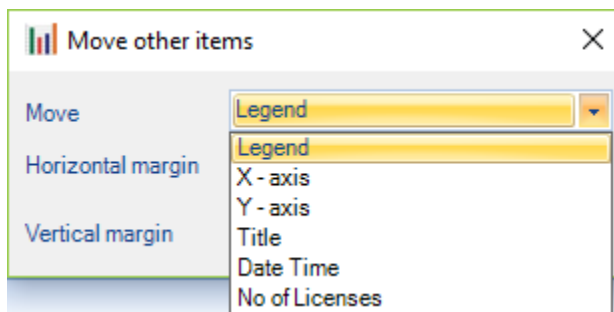 Move other items
Move Legend
Legend
Horizontal margin
X - axis
Y - axis
Vertical margin
Title
Date Time
No of Licenses